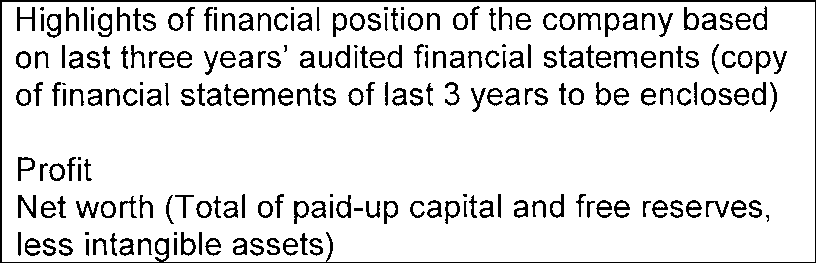 Highlights of financial position of the company based
on last three years’ audited financial statements (copy
of financial statements of last 3 years to be enclosed)
Profit
Net worth (Total of paid-up capital and free reserves,
less intangible assets)